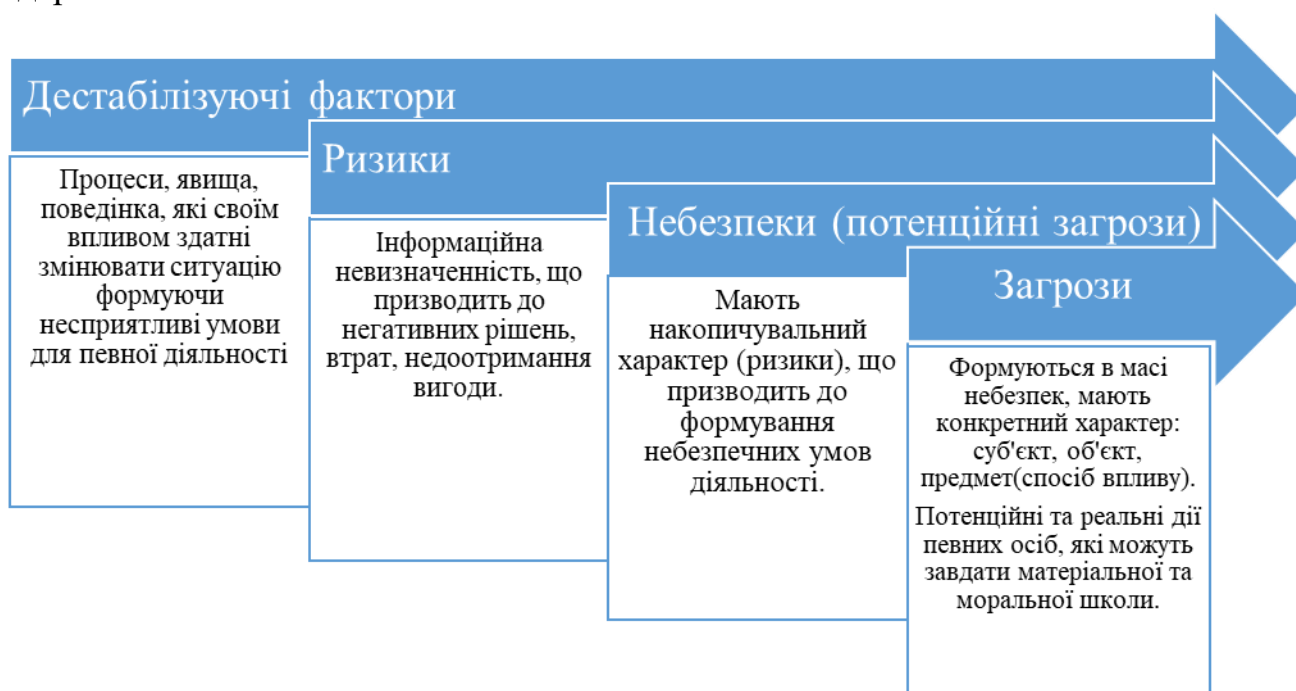 Дестабілізуючі фактори
Процеси, явища,
поведінка, які своїм
впливом здатні
змінювати ситуацію
формуючи
несприятливі умови
для певної діяльності
Ризики
Інформаційна
невизначенність, що
призводить до
негативних рішень,
втрат, недоотримання
вигоди.
Небезпеки (потенційні загрози)
Мають
накопичувальний
характер (ризики), що
призводить до
формування
небезпечних умов
діяльності.
Загрози
Формуються в масі
небезпек, мають
конкретний характер:
суб'єкт, об'єкт,
предмет(спосіб впливу).
Потенційні та реальні дії
певних осіб, які можуть
завдати матеріальної та
моральної школи.